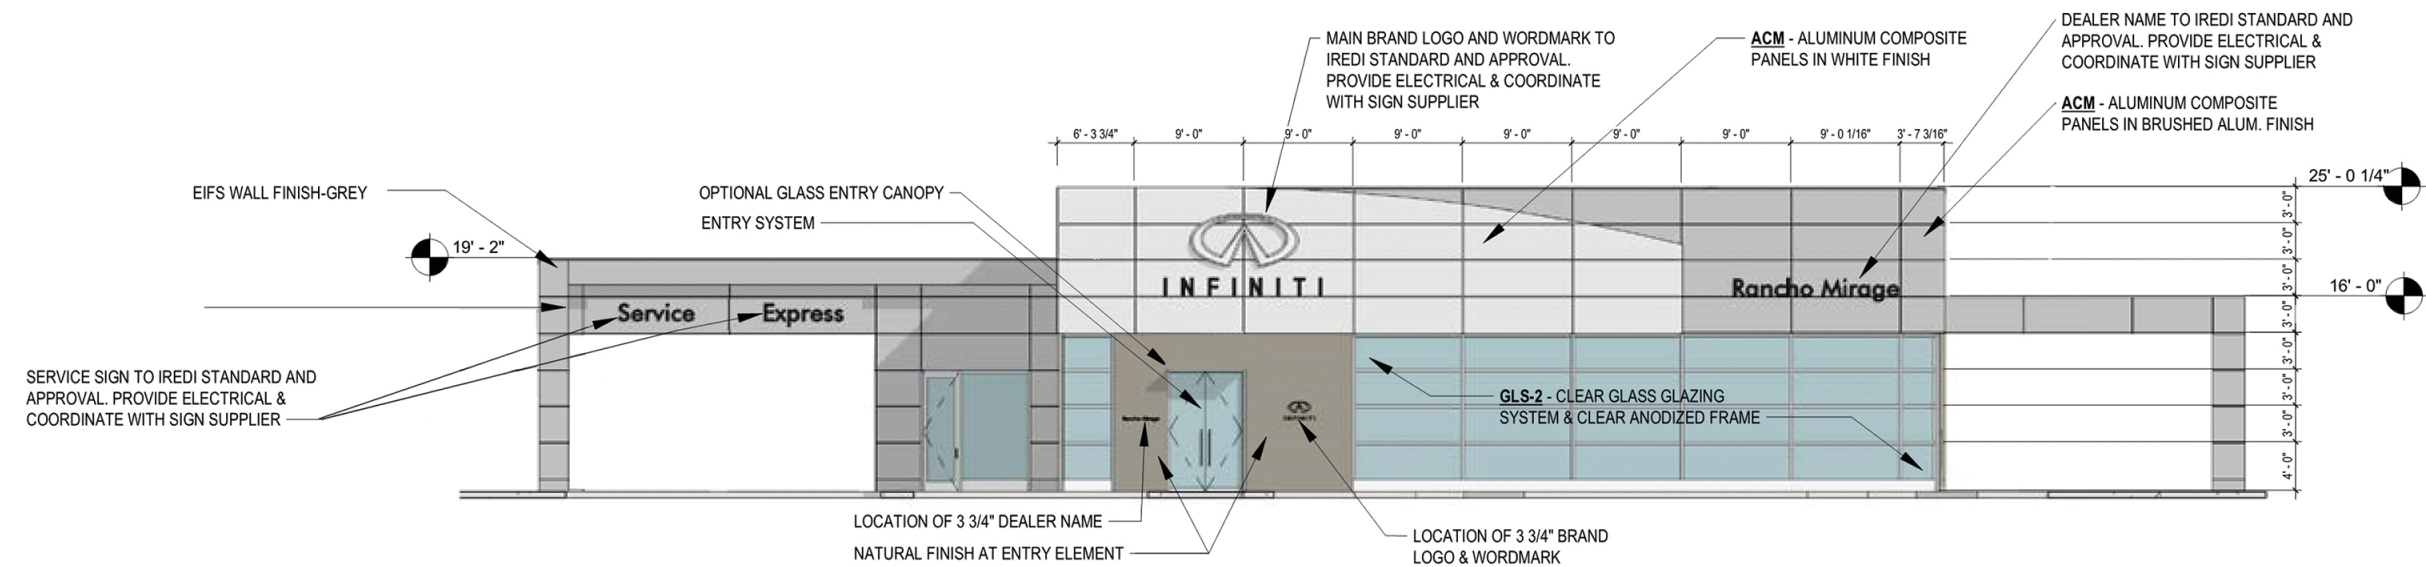 DEALER NAME TO IREDI STANDARD AND
APPROVAL. PROVIDE ELECTRICAL &
COORDINATE WITH SIGN SUPPLIER
MAIN BRAND LOGO AND WORDMARK TO
IREDI STANDARD AND APPROVAL.
PROVIDE ELECTRICAL & COORDINATE
WITH SIGN SUPPLIER
ACM - ALUMINUM COMPOSITE
PANELS IN WHITE FINISH
ACM - ALUMINUM COMPOSITE
PANELS IN BRUSHED ALUM. FINISH
6' - 3 3/4" 9' - 0" 9' - 0" 9' - 0" 9' - 0" 9' - 0" 9' - 0" 9' - 0 1/16" 3' - 7 3/16"
25' - 0 1/4"
EIFS WALL FINISH-GREY
OPTIONAL GLASS ENTRY CANOPY
ENTRY SYSTEM
19' - 2"
16' - 0"
3' - 0"
3' - 0"
3' - 0"
3' - 0"
3' - 0"
3' - 0"
3' - 0"
4' - 0"
INFINITI
Rancho Mirage
Service Express
SERVICE SIGN TO IREDI STANDARD AND
APPROVAL. PROVIDE ELECTRICAL &
COORDINATE WITH SIGN SUPPLIER
GLS-2 - CLEAR GLASS GLAZING
SYSTEM & CLEAR ANODIZED FRAME
Rancho Mirage
INFINITI
LOCATION OF 3 3/4" DEALER NAME
NATURAL FINISH AT ENTRY ELEMENT
LOCATION OF 3 3/4" BRAND
LOGO & WORDMARK